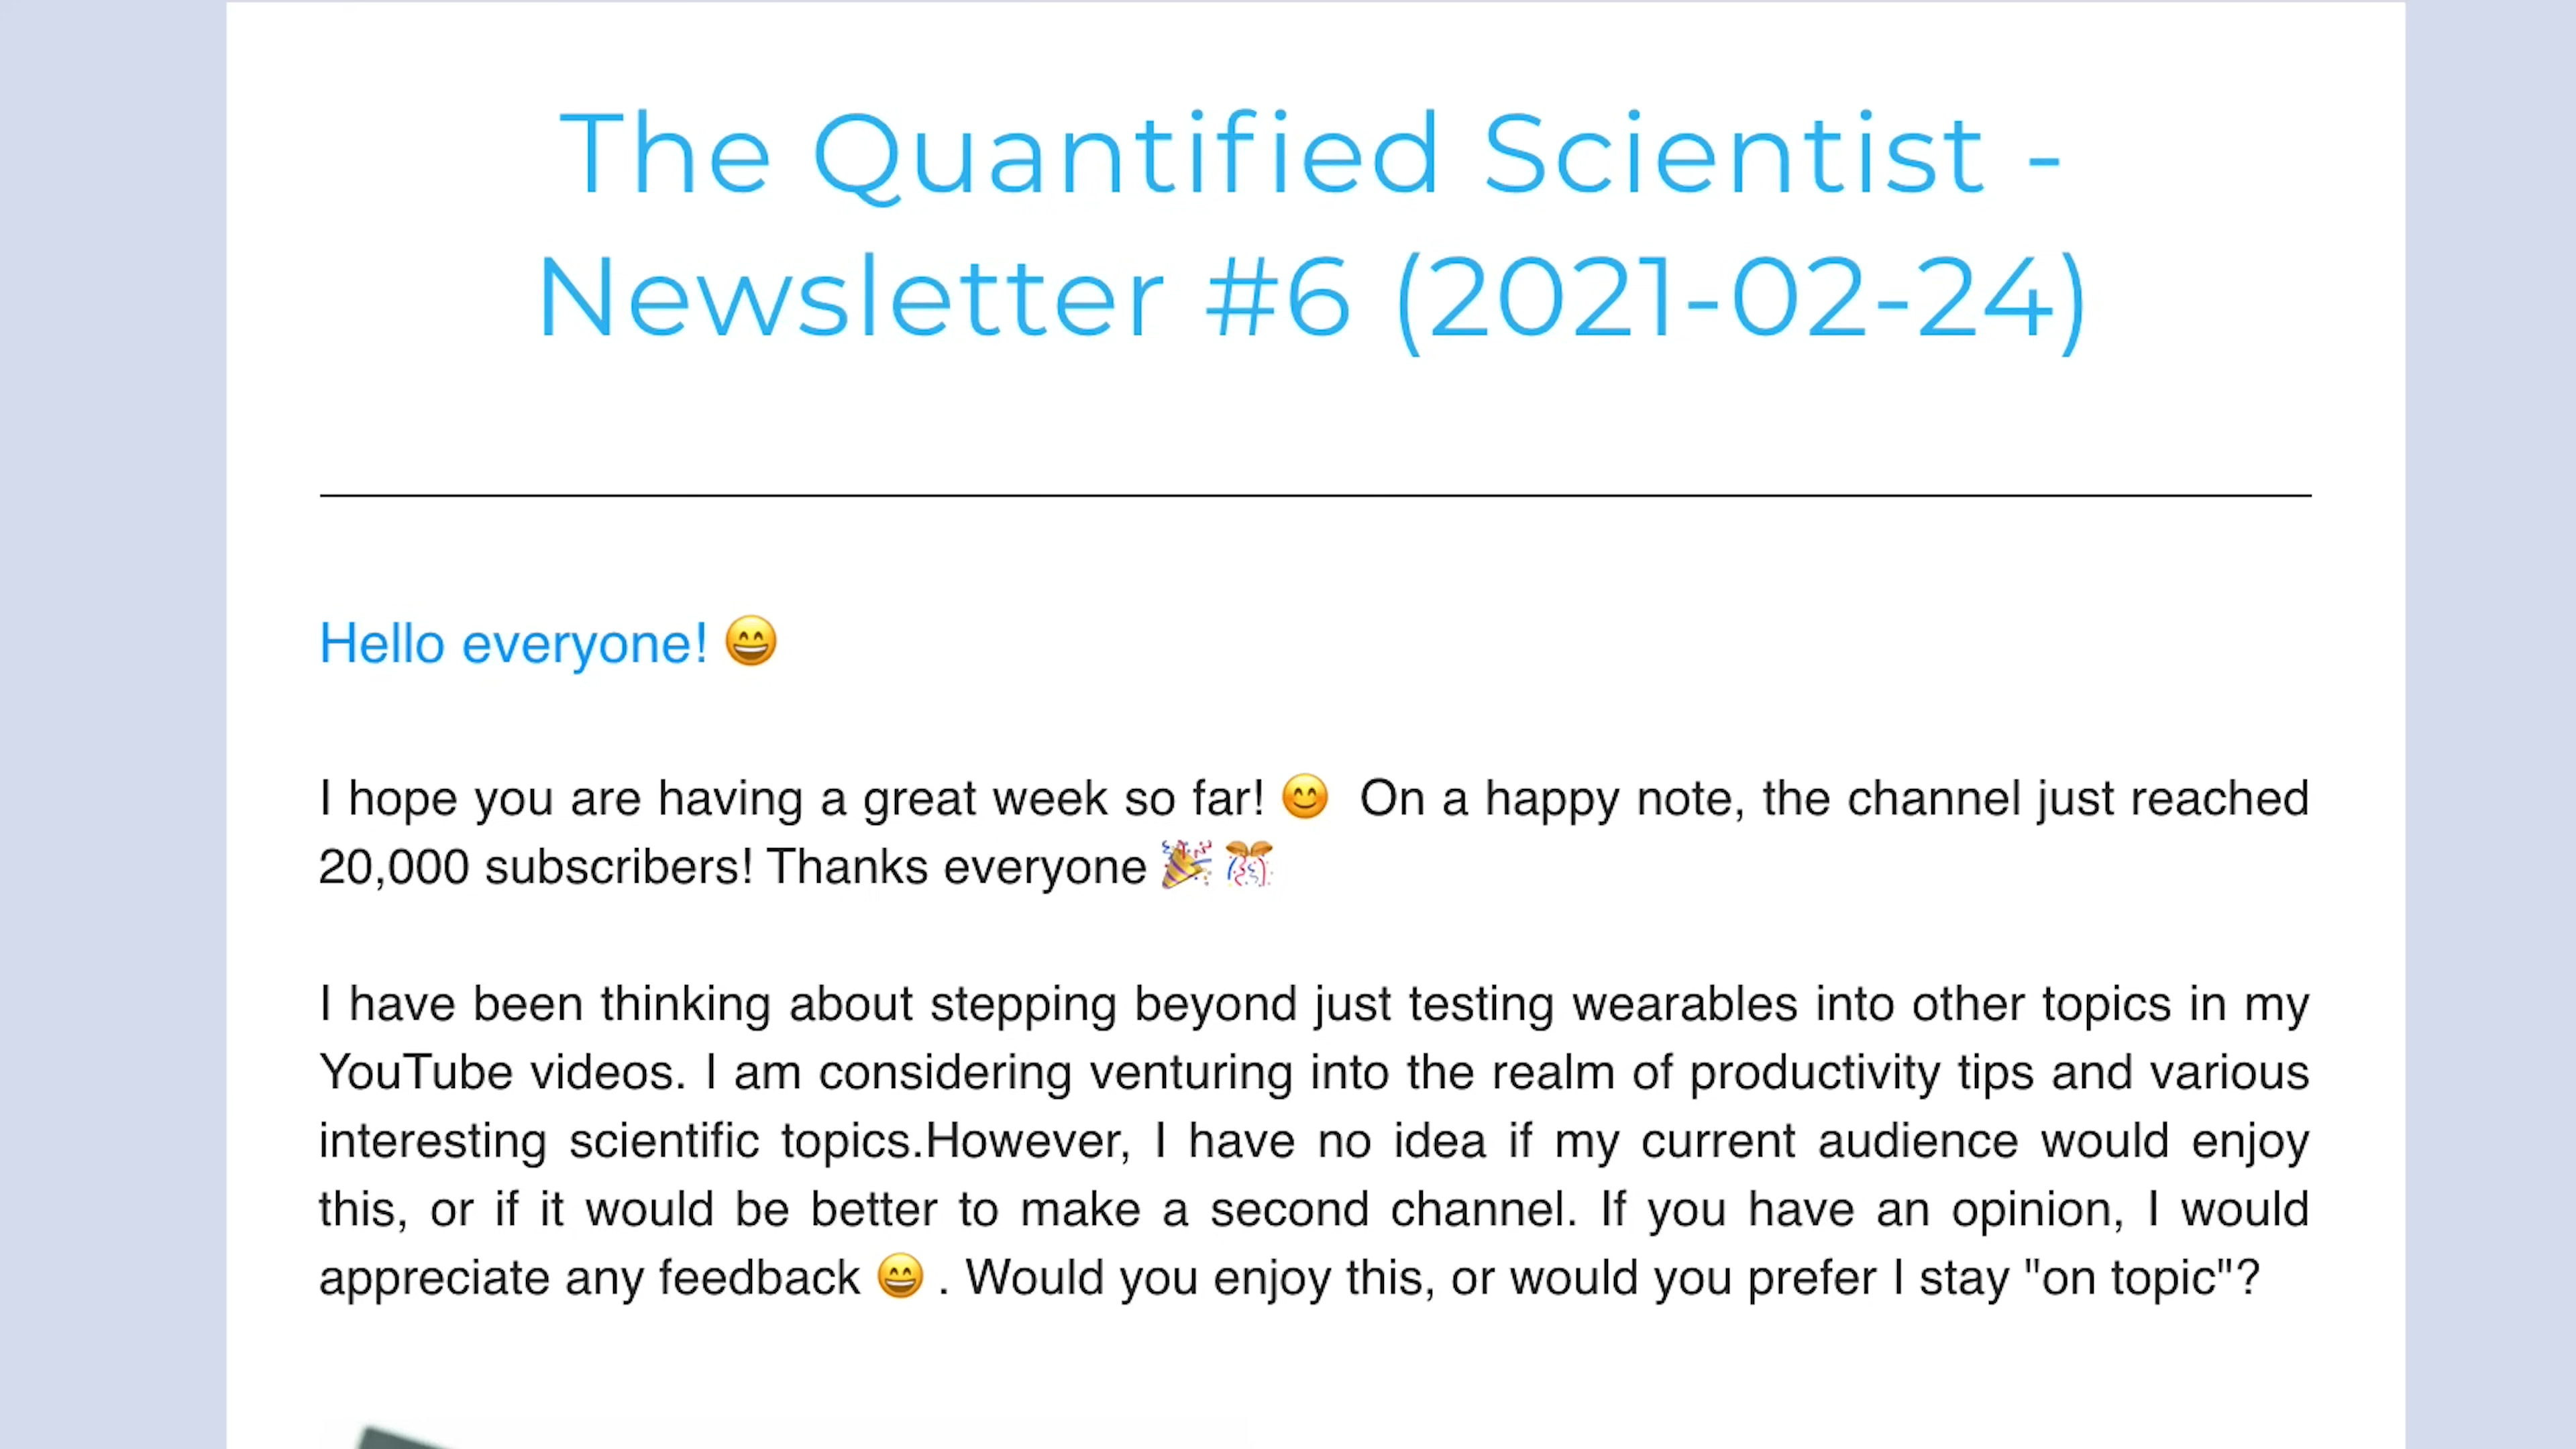 The Quantified Scientist -
Newsletter #6 (2021-02-24)
Hello everyone! 😄
I hope you are having a great week so far! 😊 On a happy note, the channel just reached
20,000 subscribers! Thanks everyone 🎉 🎊
I have been thinking about stepping beyond just testing wearables into other topics in my
YouTube videos. I am considering venturing into the realm of productivity tips and various
interesting scientific topics.However, I have no idea if my current audience would enjoy
this, or if it would be better to make a second channel. If you have an opinion, I would
appreciate any feedback 😄 . Would you enjoy this, or would you prefer I stay "on topic"?